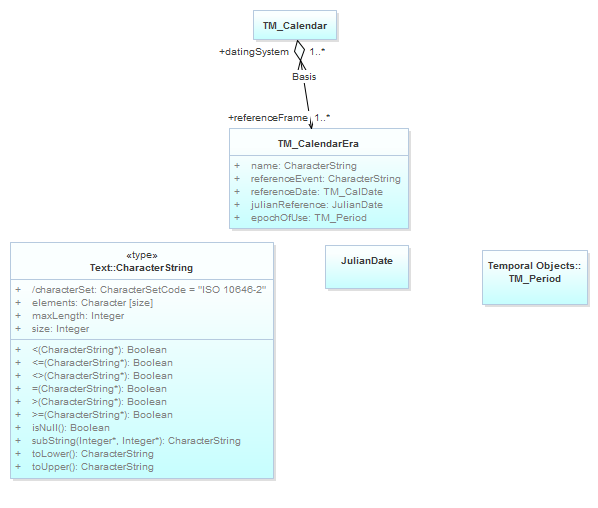 TM_Calendar
+datingSystem 1..*
Basis
+referenceFrame 1..*
TM_CalendarEra
+ name: CharacterString
+ referenceEvent: CharacterString
+ referenceDate: TM_CalDate
+ julianReference: JulianDate
+ epochOfUse: TM_Period
«type»
Text::CharacterString
+ /characterSet: CharacterSetCode = "ISO 10646-2"
+ elements: Character [size]
+ maxLength: Integer
+ size: Integer
+ <(CharacterString*): Boolean
+ <=(CharacterString*): Boolean
+ <>(CharacterString*): Boolean
+ =(CharacterString*): Boolean
+ >(CharacterString*): Boolean
+ >=(CharacterString*): Boolean
+ isNull(): Boolean
+ subString(Integer*, Integer*): CharacterString
+ toLower(): CharacterString
+ toUpper(): CharacterString
JulianDate
Temporal Objects::
TM_Period